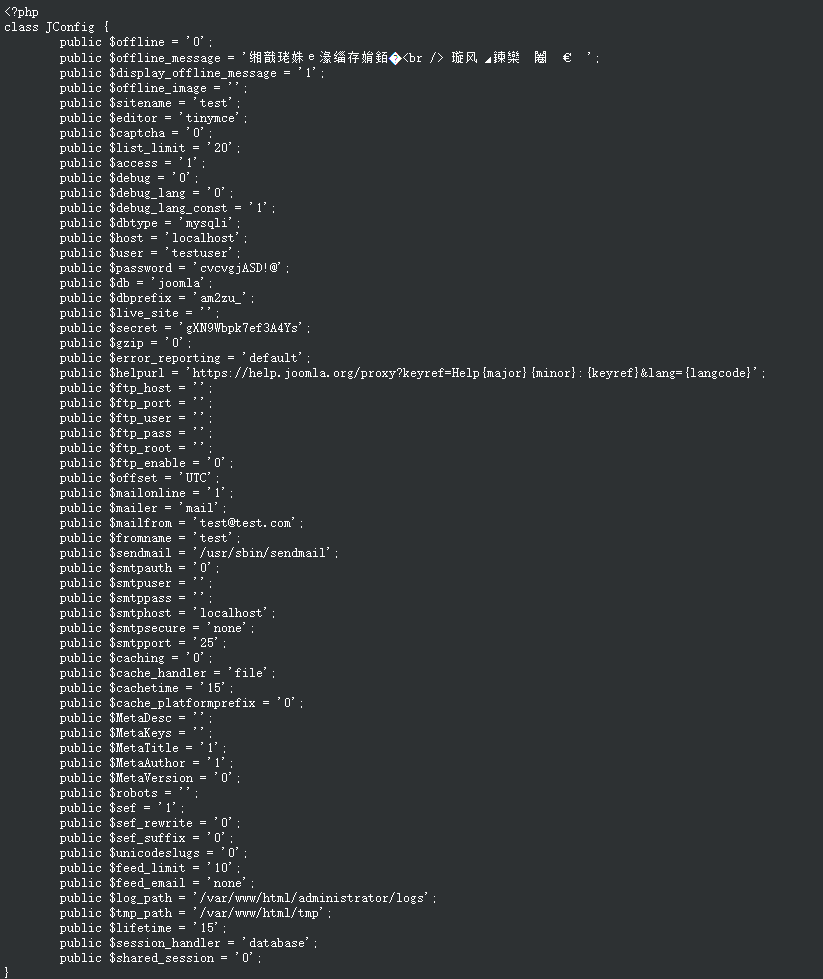 <?php
class JConfig {
public $offline = '0';
public $offline_message = '缃戠珯姝ｅ湪缁存姢銆�<br /> 璇风◢鍊欒闂€';
public $display_offline_message = '1';
public $offline_image = '';
public $sitename = 'test';
public $editor = 'tinymce';
public $captcha = '0';
public $list_limit = '20';
public $access = '1';
public $debug = '0';
public $debug_lang = '0';
public $debug_lang_const = '1';
public $dbtype = 'mysqli';
public $host = 'localhost';
public $user = 'testuser';
public $password = 'cvcvgjASD!@';
public $db = 'joomla';
public $dbprefix = 'am2zu_';
public $live_site = '';
public $secret = 'gXN9Wbpk7ef3A4Ys';
public $gzip = '0';
public $error_reporting = 'default';
public $helpurl = 'https://help.joomla.org/proxy?keyref=Help{major}{minor}:{keyref}&lang={langcode}';
public $ftp_host = '';
public $ftp_port = '';
public $ftp_user = '';
public $ftp_pass = '';
public $ftp_root = '';
public $ftp_enable = '0';
public $offset = 'UTC';
public $mailonline = '1';
public $mailer = 'mail';
public $mailfrom = 'test@test.com';
public $fromname = 'test';
public $sendmail = '/usr/sbin/sendmail';
public $smtpauth = '0';
public $smtpuser = '';
public $smtppass = '';
public $smtphost = 'localhost';
public $smtpsecure = 'none';
public $smtpport = '25';
public $caching = '0';
public $cache_handler = 'file';
public $cachetime = '15';
public $cache_platformprefix = '0';
public $MetaDesc = '';
public $MetaKeys = '';
public $MetaTitle = '1';
public $MetaAuthor = '1';
public $MetaVersion = '0';
public $robots = '';
public $sef = '1';
public $sef_rewrite = '0';
public $sef_suffix = '0';
public $unicodeslugs = '0';
public $feed_limit = '10';
public $feed_email = 'none';
public $log_path = '/var/www/html/administrator/logs';
public $tmp_path = '/var/www/html/tmp';
public $lifetime = '15';
public $session_handler = 'database';
public $shared_session = '0';
}